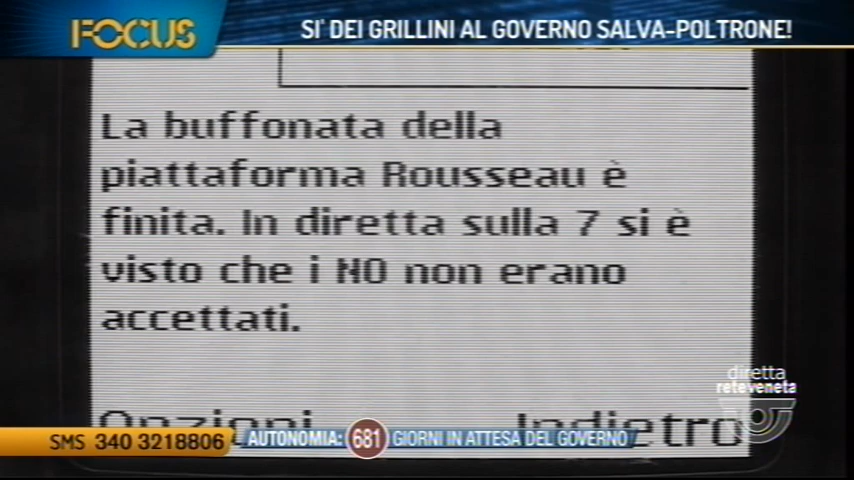 FOCUS
SI' DEI GRILLINI AL GOVERNO SALVA-POLTRONE!
La buffonata della
piattaforma Rousseau è
finita. In diretta sulla 7 si è
visto che i NO non erano
accettati.
Opzioni Indietro
diretta
reteveneta
SMS 340 3218806
AUTONOMIA: 681 GIORNI IN ATTESA DEL GOVERNO